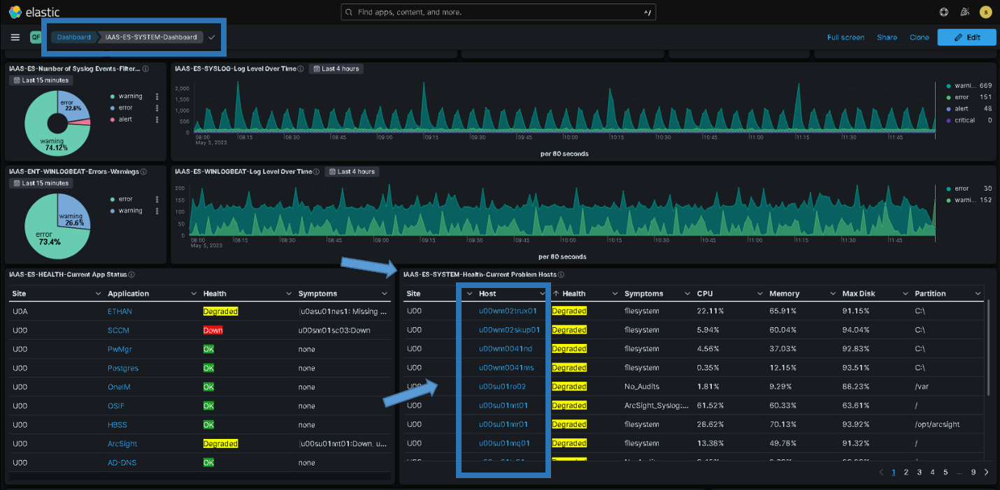 elastic
Find apps, content, and more.
^/
s
QF
Dashboard
IAAS-ES-SYSTEM-Dashboard
Full screen
Share
Clone
Edit
IAAS-ES-Number of Syslog Events-Filter...
Last 15 minutes
warning
error
alert
error
22.6%
warning
74.12%
IAAS-ES-SYSLOG-Log Level Over Time
Last 4 hours
2,000
1,500
1,000
500
0
08:00 08:15 08:30 08:45 09:00 09:15 09:30 09:45 10:00 10:15 10:30 10:45 11:00 11:15 11:30 11:45
May 5, 2023
per 60 seconds
warni... 669
error 151
alert 48
critical 0
IAAS-ENT-WINLOGBEAT-Errors-Warnings
Last 15 minutes
error
warning
warning
26.6%
error
73.4%
IAAS-ES-WINLOGBEAT-Log Level Over Time
Last 4 hours
200
150
100
50
0
08:00 08:15 08:30 08:45 09:00 09:15 09:30 09:45 10:00 10:15 10:30 10:45 11:00 11:15 11:30 11:45
May 5, 2023
per 60 seconds
error 30
warni... 152
IAAS-ES-HEALTH-Current App Status
Site Application Health Symptoms
UDA ETHAN Degraded [u0asu01nes1: Missing ...
U00 SCCM Down u00sm01sc03:Down
U00 PwMgr OK none
U00 Postgres OK none
U00 OneIM OK none
U00 OSIF OK none
U00 HBSS OK none
U00 ArcSight Degraded [u00su01mt01:Down, u...
U00 AD-DNS OK none
IAAS-ES-SYSTEM-Health-Current Problem Hosts
Site Host Health Symptoms CPU Memory Max Disk Partition
U00 u00wm02trux01 Degraded filesystem 22.11% 65.91% 91.15% C:\
U00 u00wm02skup01 Degraded filesystem 5.94% 60.04% 94.04% C:\
U00 u00wm0041nd Degraded filesystem 4.56% 37.03% 92.83% C:\
U00 u00wm0041ms Degraded filesystem 0.35% 12.15% 93.51% C:\
U00 u00su01ro02 Degraded No_Audits 1.81% 9.29% 88.23% /var
U00 u00su01mt01 Degraded ArcSight_Syslog:... 61.52% 60.33% 63.61% /
U00 u00su01mr01 Degraded filesystem 28.62% 70.13% 93.92% /opt/arcsight
U00 u00su01mq01 Degraded filesystem 13.38% 49.78% 91.32% /
1 2 3 4 5 ... 9